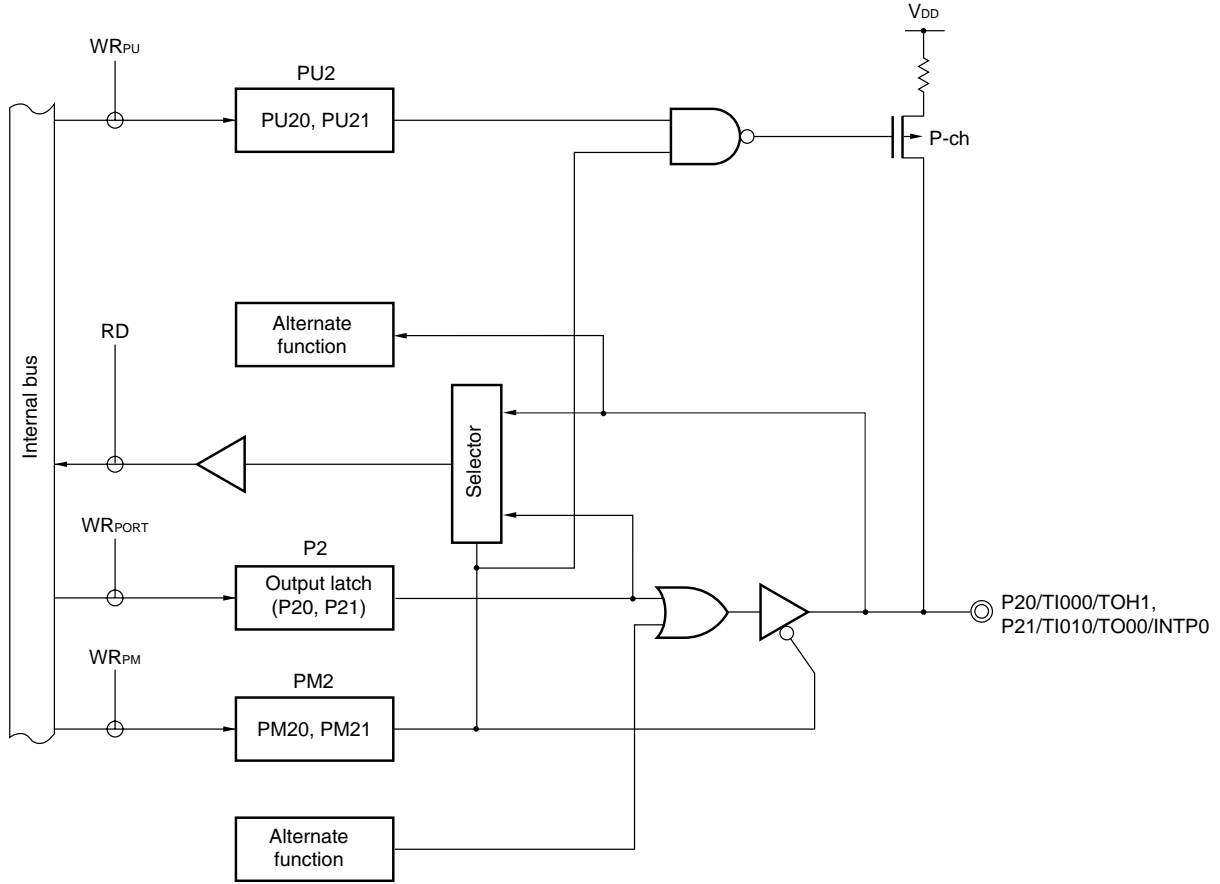 VDD
WRPU
PU2
PU20, PU21
P-ch
Alternate
function
RD
Internal bus
Selector
WRPORT
P2
Output latch
(P20, P21)
P20/TI000/TOH1,
P21/TI010/TO00/INTP0
WRPM
PM2
PM20, PM21
Alternate
function